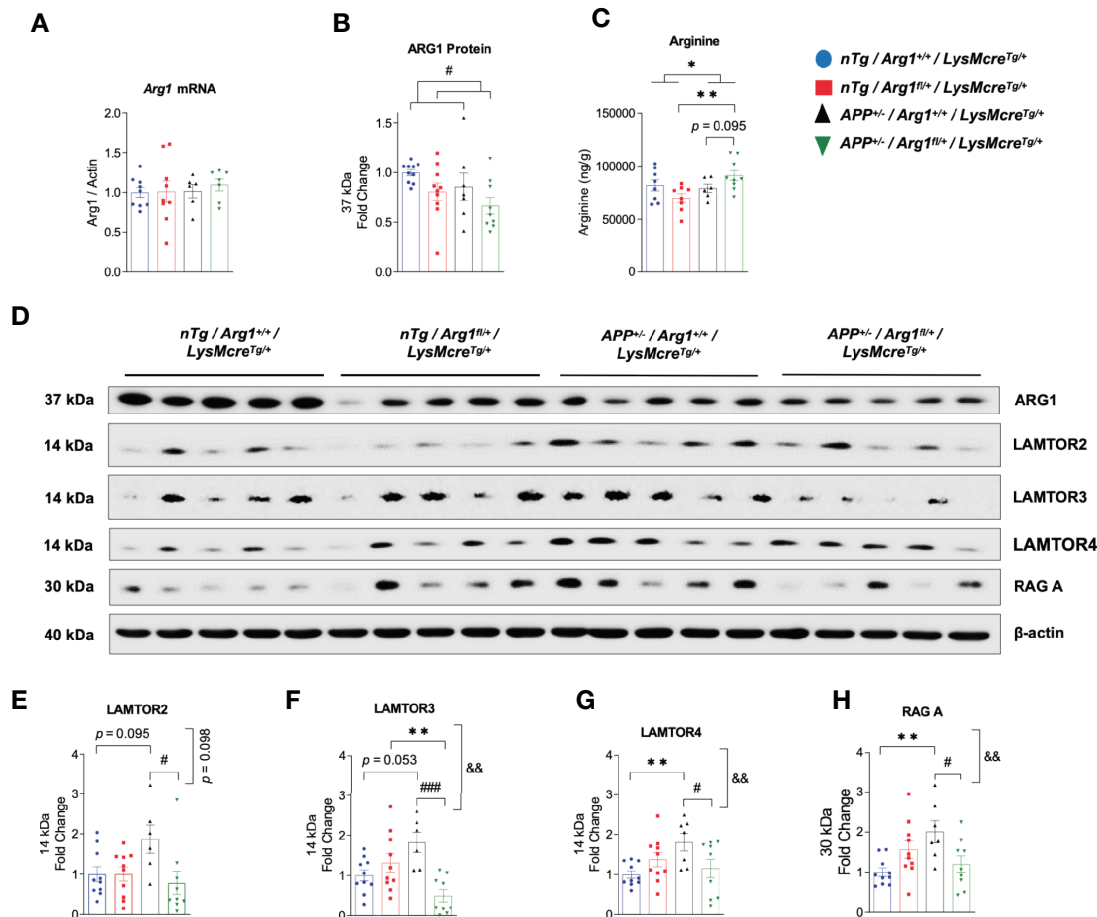 A
B
C
ARG1 Protein
Arginine
Arg1 mRNA
#
*
**
p = 0.095
nTg / Arg1+/+ / LysMcreTg/+
nTg / Arg1fl/+ / LysMcreTg/+
APP+/- / Arg1+/+ / LysMcreTg/+
APP+/- / Arg1fl/+ / LysMcreTg/+
Arg1 / Actin
2.0
1.5
1.0
0.5
0.0
37 kDa
Fold Change
1.5
1.0
0.5
0.0
Arginine (ng/g)
150000
100000
50000
0
D
nTg / Arg1+/+ /
LysMcreTg/+
nTg / Arg1fl/+ /
LysMcreTg/+
APP+/- / Arg1+/+ /
LysMcreTg/+
APP+/- / Arg1fl/+ /
LysMcreTg/+
37 kDa
ARG1
14 kDa
LAMTOR2
14 kDa
LAMTOR3
14 kDa
LAMTOR4
30 kDa
RAG A
40 kDa
β-actin
E
LAMTOR2
p = 0.095
#
p = 0.098
14 kDa
Fold Change
4
3
2
1
0
F
LAMTOR3
**
p = 0.053
###
&&
14 kDa
Fold Change
4
3
2
1
0
G
LAMTOR4
**
#
&&
14 kDa
Fold Change
4
3
2
1
0
H
RAG A
**
#
&&
30 kDa
Fold Change
4
3
2
1
0